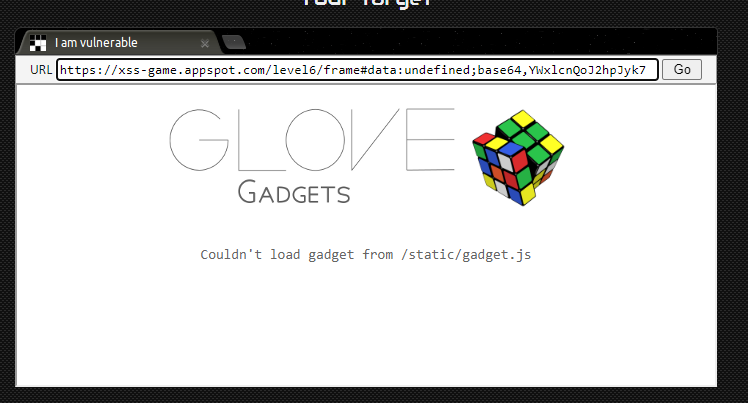 Your Target
I am vulnerable
URL https://xss-game.appspot.com/level6/frame#data:undefined;base64,YWxlcnQoJ2hpJyk7 Go
GLOVE
GADGETS
Couldn't load gadget from /static/gadget.js